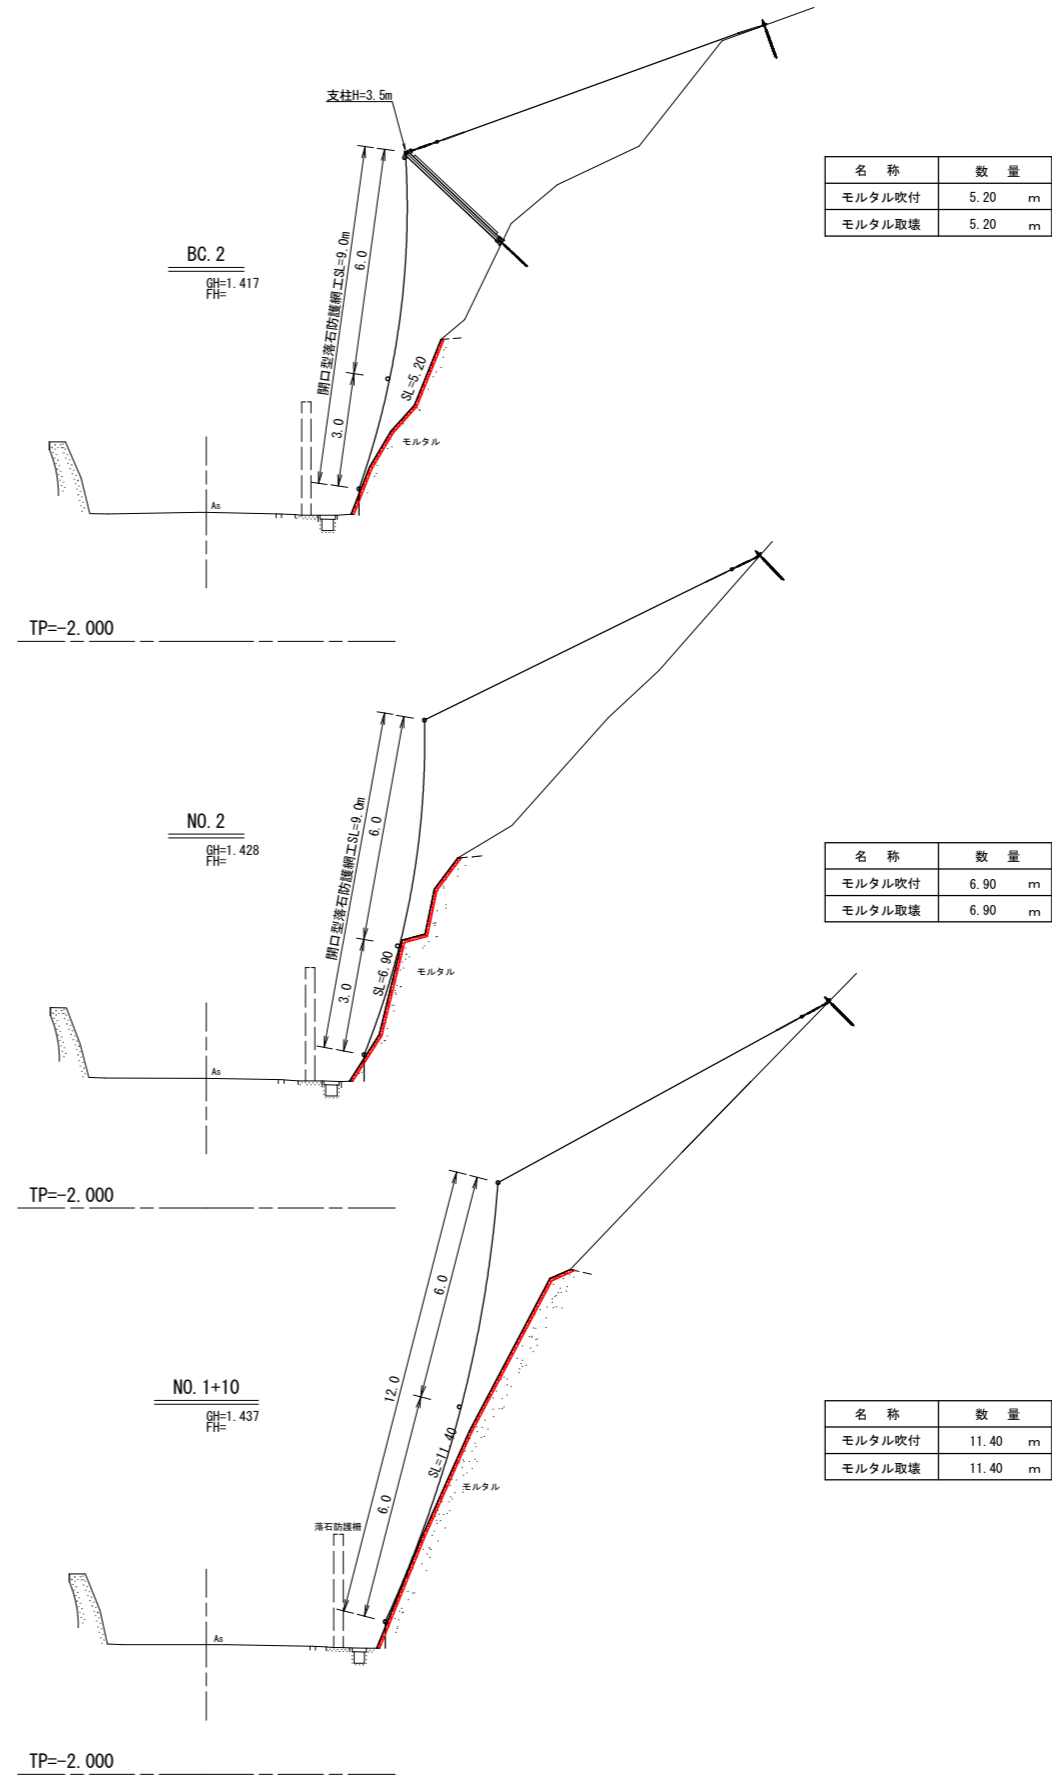 支柱H=3.5m
BC.2
GH=1.417
FH=
開口型落石防護網工SL=9.0m
6.0
3.0
SL=5.20
モルタル
As
TP=-2.000
名 称 数 量
モルタル吹付 5.20 m
モルタル取壊 5.20 m
NO.2
GH=1.428
FH=
開口型落石防護網工SL=9.0m
6.0
3.0
SL=6.90
モルタル
As
TP=-2.000
名 称 数 量
モルタル吹付 6.90 m
モルタル取壊 6.90 m
NO.1+10
GH=1.437
FH=
12.0
6.0
6.0
SL=11.40
モルタル
落石防護柵
As
TP=-2.000
名 称 数 量
モルタル吹付 11.40 m
モルタル取壊 11.40 m